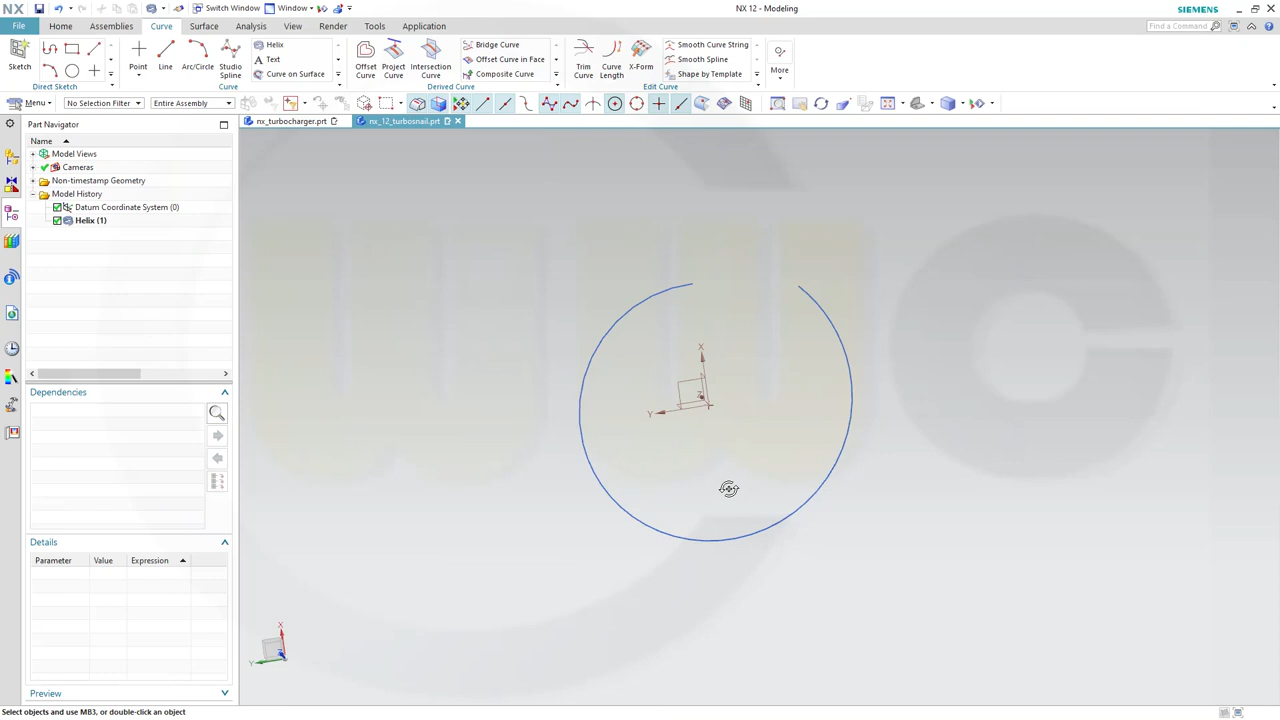 NX
Switch Window
Window
NX 12 - Modeling
SIEMENS
File
Home
Assemblies
Curve
Surface
Analysis
View
Render
Tools
Application
Find a Command
Sketch
Direct Sketch
Point
Line
Arc/Circle
Studio Spline
Helix
Text
Curve on Surface
Curve
Offset Curve
Project Curve
Intersection Curve
Bridge Curve
Offset Curve in Face
Composite Curve
Derived Curve
Trim Curve
Curve Length
X-Form
Smooth Curve String
Smooth Spline
Shape by Template
Edit Curve
More
Menu
No Selection Filter
Entire Assembly
Part Navigator
nx_turbocharger.prt
nx_12_turbosnail.prt
Name
Model Views
Cameras
Non-timestamp Geometry
Model History
Datum Coordinate System (0)
Helix (1)
X
Y
Z
Dependencies
Details
Parameter Value Expression
X
Y
Preview
Select objects and use MB3, or double-click an object